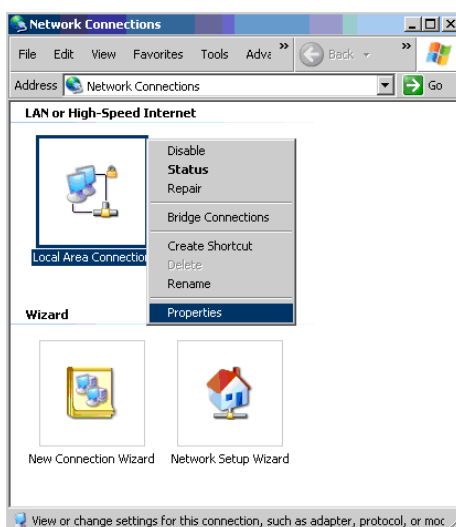 Network Connections
File Edit View Favorites Tools Adva » Back »
Address Network Connections Go
LAN or High-Speed Internet
Local Area Connection
Disable
Status
Repair
Bridge Connections
Create Shortcut
Delete
Rename
Properties
Wizard
New Connection Wizard Network Setup Wizard
View or change settings for this connection, such as adapter, protocol, or moc